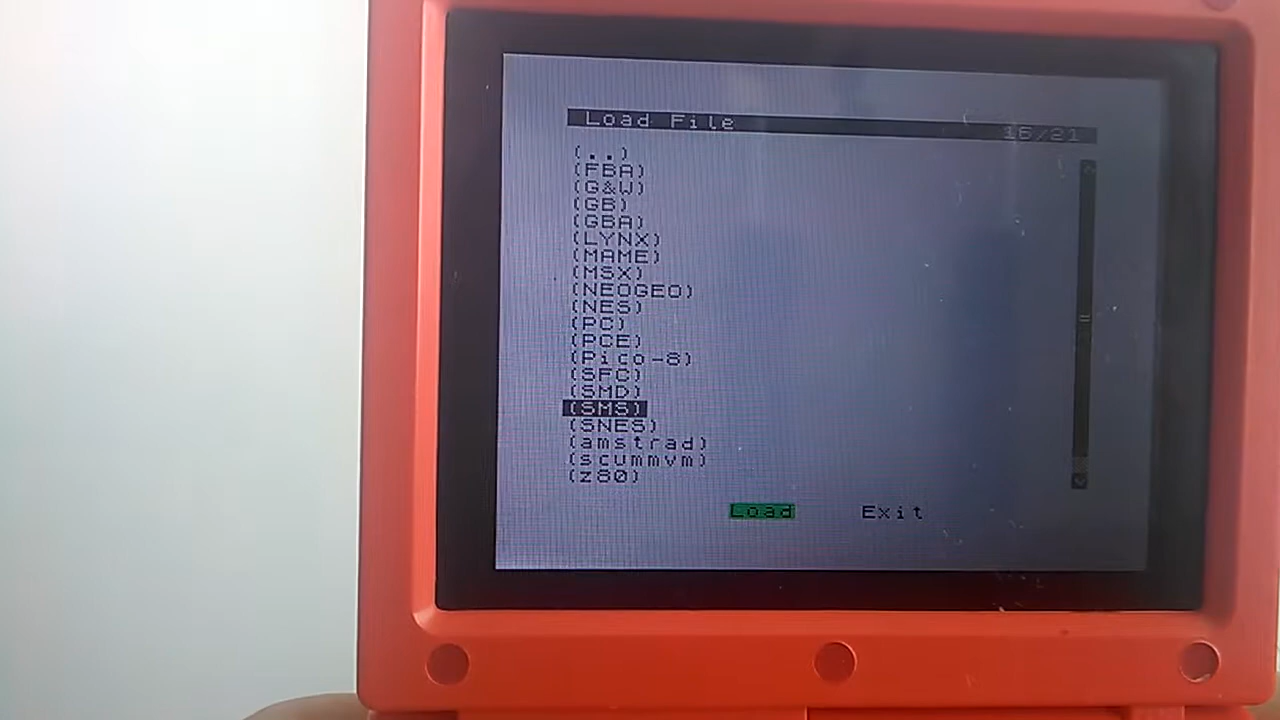 Load File 16/21
(..)
(FBA)
(G&W)
(GB)
(GBA)
(LYNX)
(MAME)
(MSX)
(NEOGEO)
(NES)
(PC)
(PCE)
(Pico-8)
(SFC)
(SMD)
(SMS)
(SNES)
(amstrad)
(scummvm)
(z80)
Load Exit